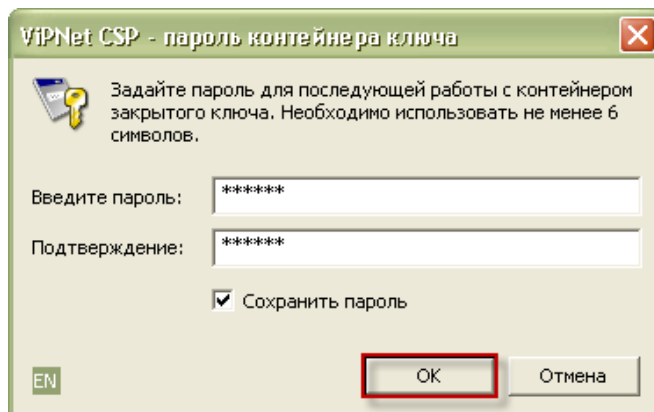 ViPNet CSP - пароль контейнера ключа
Задайте пароль для последующей работы с контейнером
закрытого ключа. Необходимо использовать не менее 6
символов.
Введите пароль: ******
Подтверждение: ******
Сохранить пароль
EN
OK
Отмена